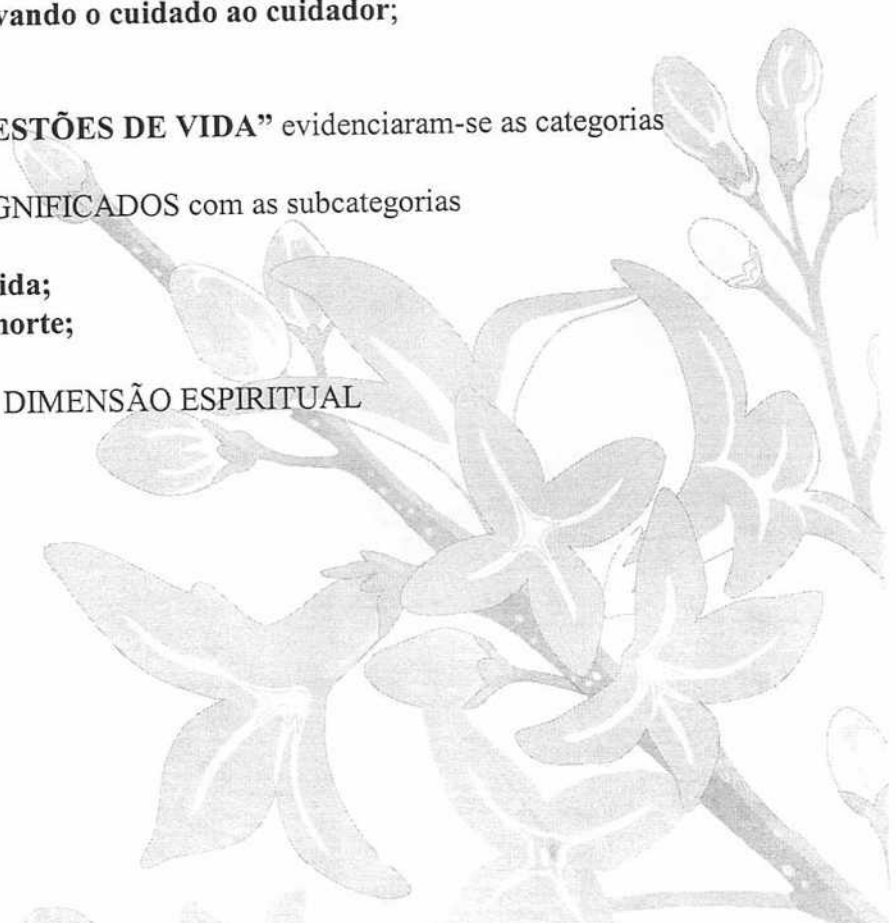 vando o cuidado ao cuidador;
ESTÕES DE VIDA” evidenciaram-se as categorias
GNIFICADOS com as subcategorias
ida;
norte;
DIMENSÃO ESPIRITUAL